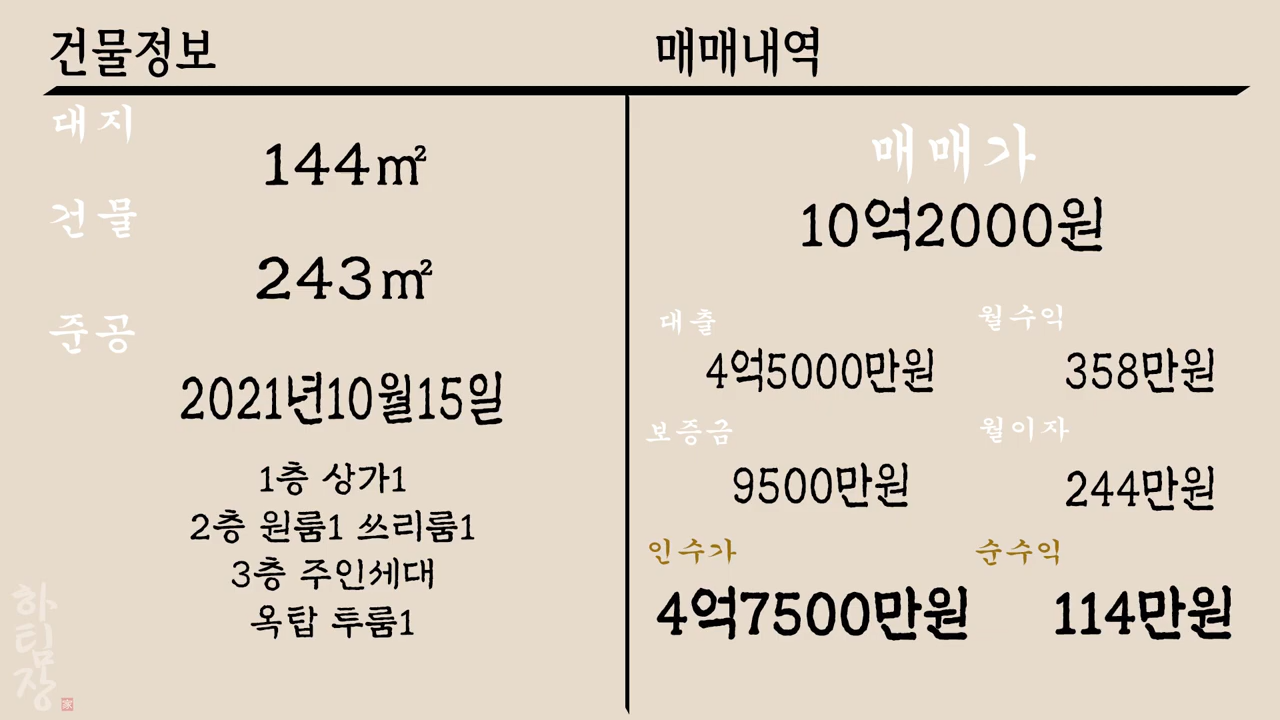 건물정보
대지
144㎡
건물
243㎡
준공
2021년10월15일
1층 상가1
2층 원룸1 쓰리룸1
3층 주인세대
옥탑 투룸1
매매내역
매매가
10억2000원
대출
4억5000만원
월수익
358만원
보증금
9500만원
월이자
244만원
인수가
4억7500만원
순수익
114만원
하팀장